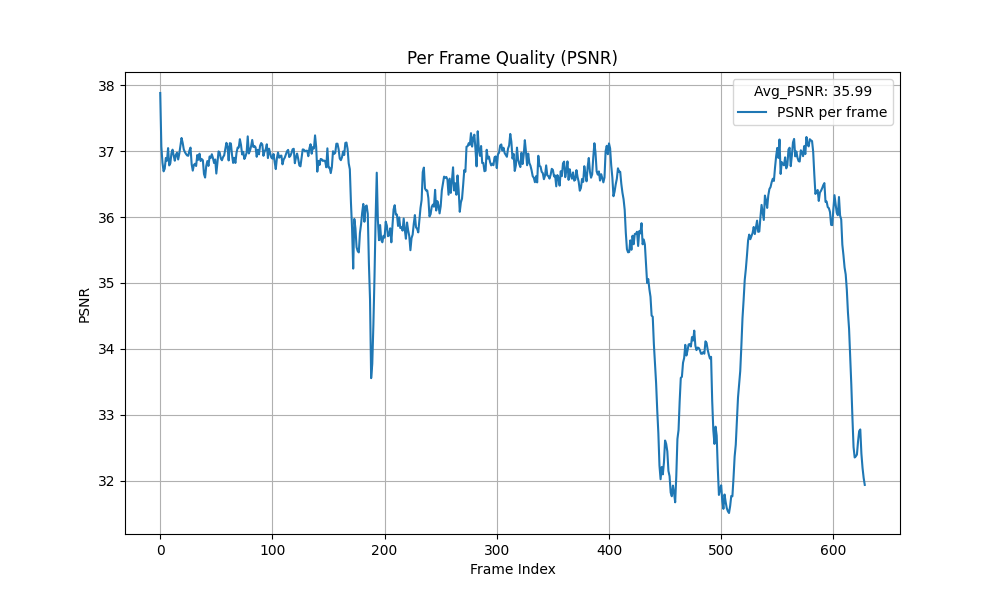 Per Frame Quality (PSNR)
Avg_PSNR: 35.99
PSNR per frame
38
37
36
35
34
33
32
PSNR
0 100 200 300 400 500 600
Frame Index